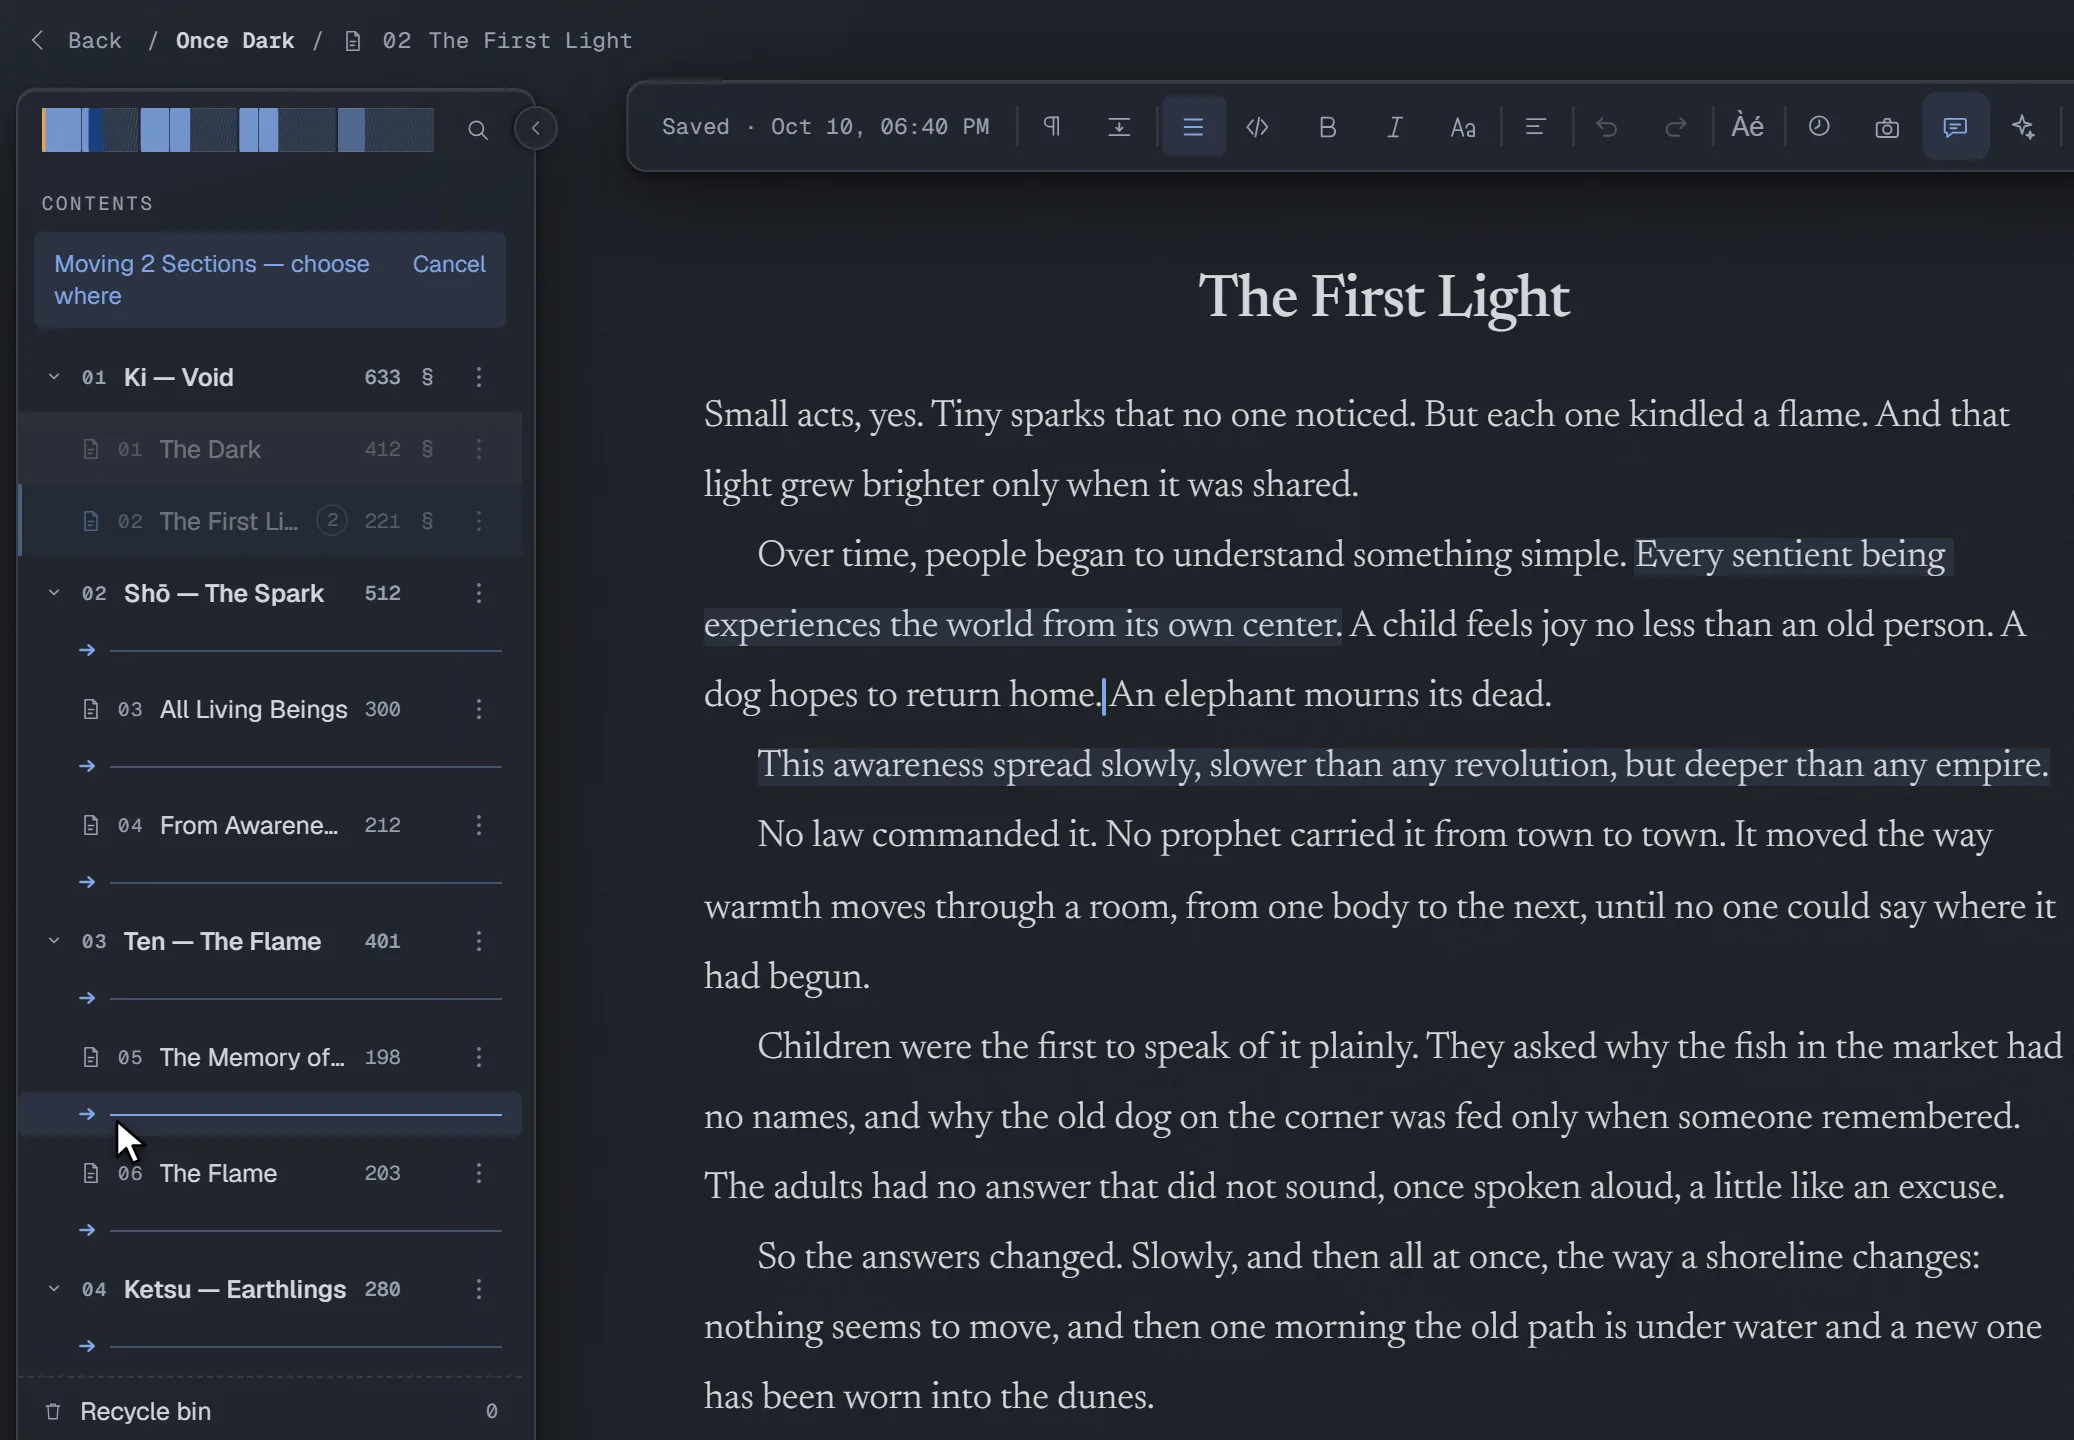 Back / Once Dark / 02 The First Light
Saved · Oct 10, 06:40 PM
B I Aa Àé
CONTENTS
Moving 2 Sections — choose where Cancel
01 Ki — Void 633 §
01 The Dark 412 §
02 The First Li... 2 221 §
02 Shō — The Spark 512
03 All Living Beings 300
04 From Awarene... 212
03 Ten — The Flame 401
05 The Memory of... 198
06 The Flame 203
04 Ketsu — Earthlings 280
Recycle bin 0
The First Light
Small acts, yes. Tiny sparks that no one noticed. But each one kindled a flame. And that
light grew brighter only when it was shared.
Over time, people began to understand something simple. Every sentient being
experiences the world from its own center. A child feels joy no less than an old person. A
dog hopes to return home. An elephant mourns its dead.
This awareness spread slowly, slower than any revolution, but deeper than any empire.
No law commanded it. No prophet carried it from town to town. It moved the way
warmth moves through a room, from one body to the next, until no one could say where it
had begun.
Children were the first to speak of it plainly. They asked why the fish in the market had
no names, and why the old dog on the corner was fed only when someone remembered.
The adults had no answer that did not sound, once spoken aloud, a little like an excuse.
So the answers changed. Slowly, and then all at once, the way a shoreline changes:
nothing seems to move, and then one morning the old path is under water and a new one
has been worn into the dunes.